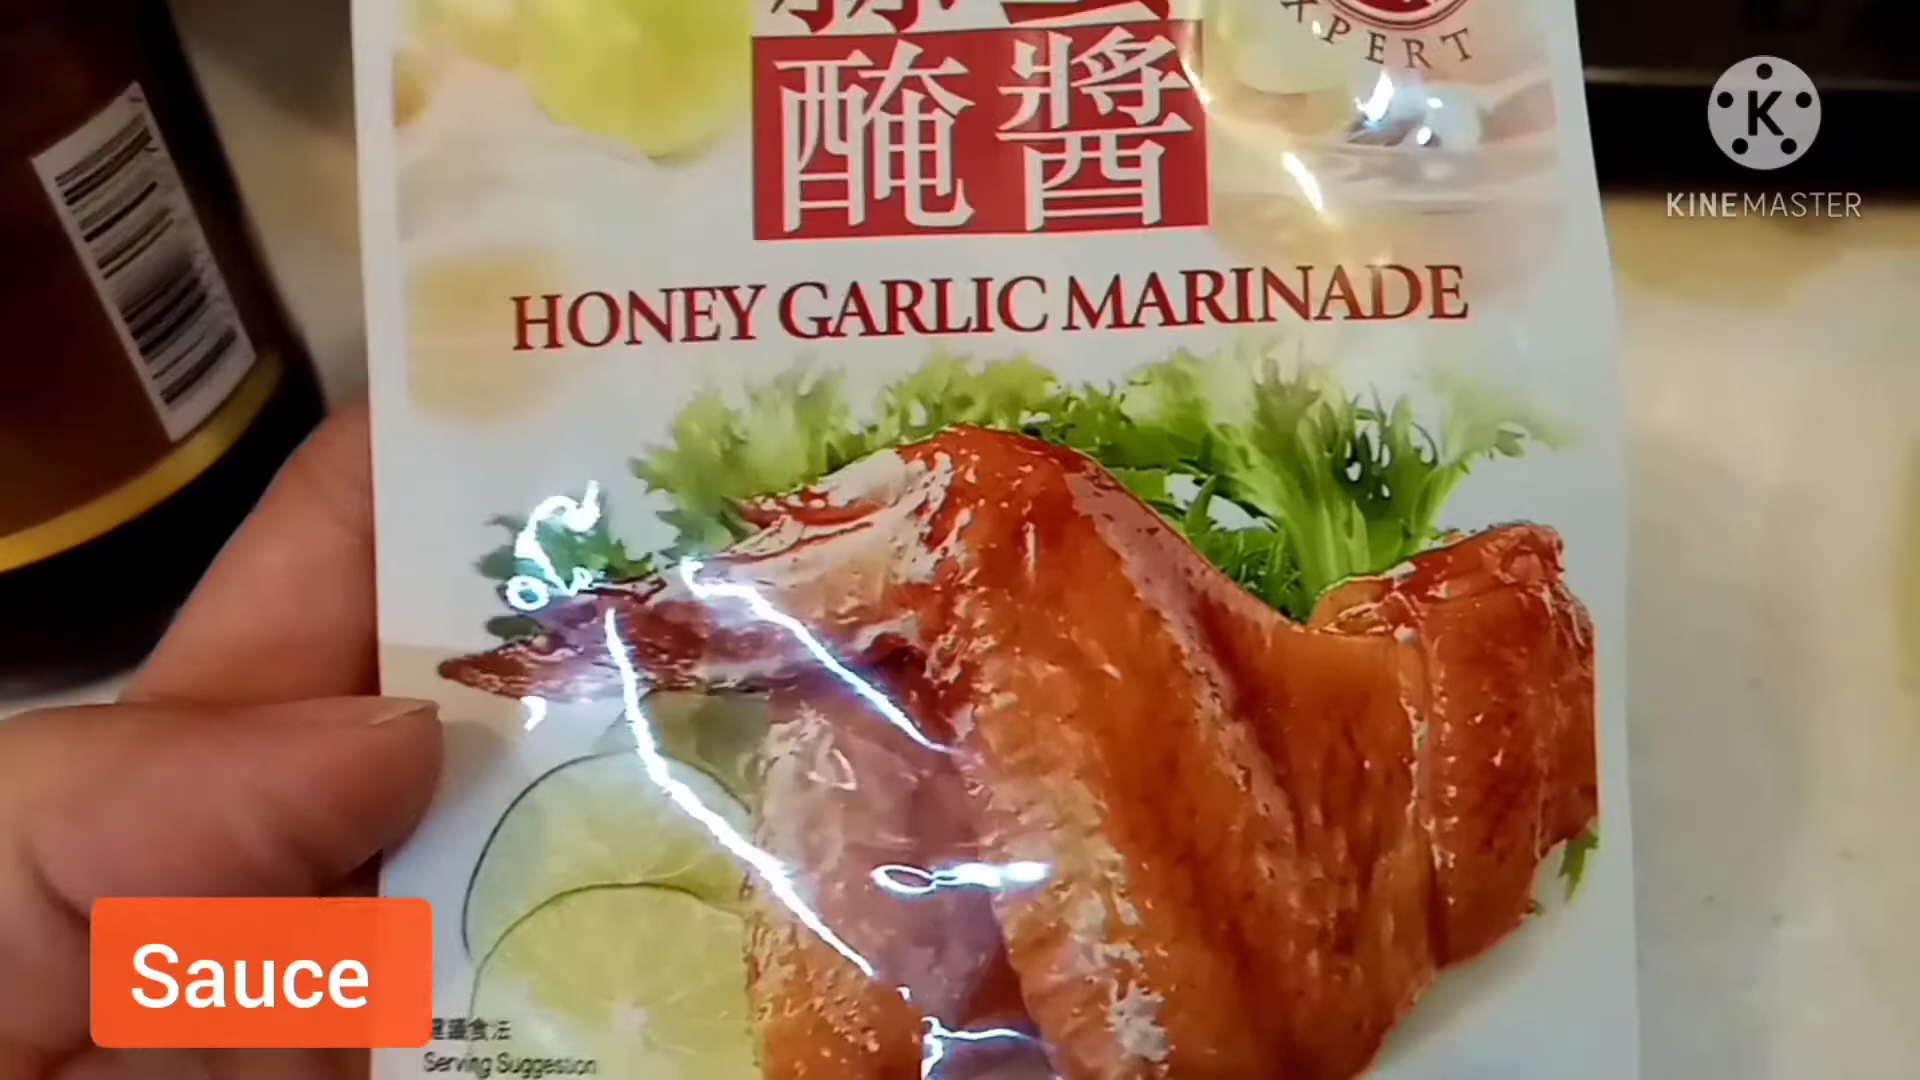 XPERT
醃醬
HONEY GARLIC MARINADE
K
KINEMASTER
Sauce
建議食法
Serving Suggestion